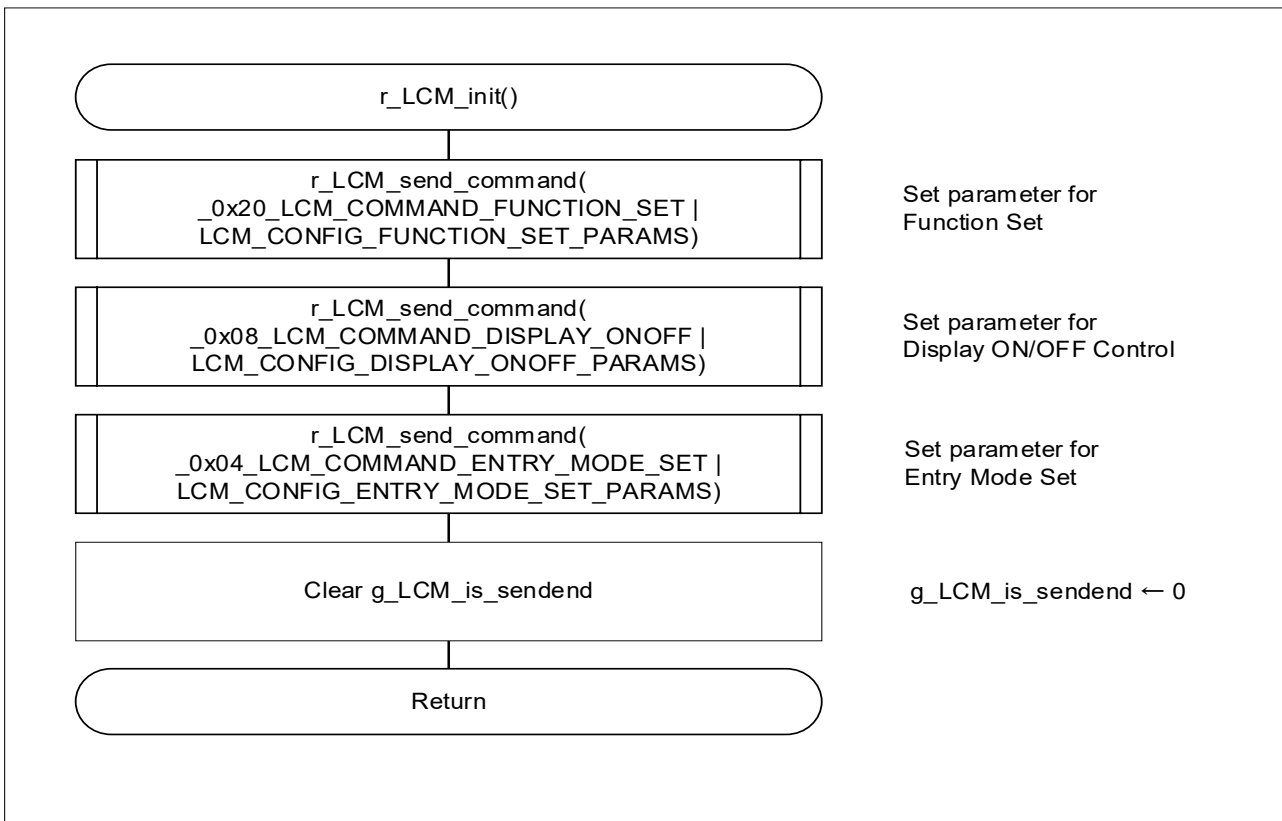 r_LCM_init()
r_LCM_send_command(
_0x20_LCM_COMMAND_FUNCTION_SET |
LCM_CONFIG_FUNCTION_SET_PARAMS)
Set parameter for
Function Set
r_LCM_send_command(
_0x08_LCM_COMMAND_DISPLAY_ONOFF |
LCM_CONFIG_DISPLAY_ONOFF_PARAMS)
Set parameter for
Display ON/OFF Control
r_LCM_send_command(
_0x04_LCM_COMMAND_ENTRY_MODE_SET |
LCM_CONFIG_ENTRY_MODE_SET_PARAMS)
Set parameter for
Entry Mode Set
Clear g_LCM_is_sendend
g_LCM_is_sendend ← 0
Return